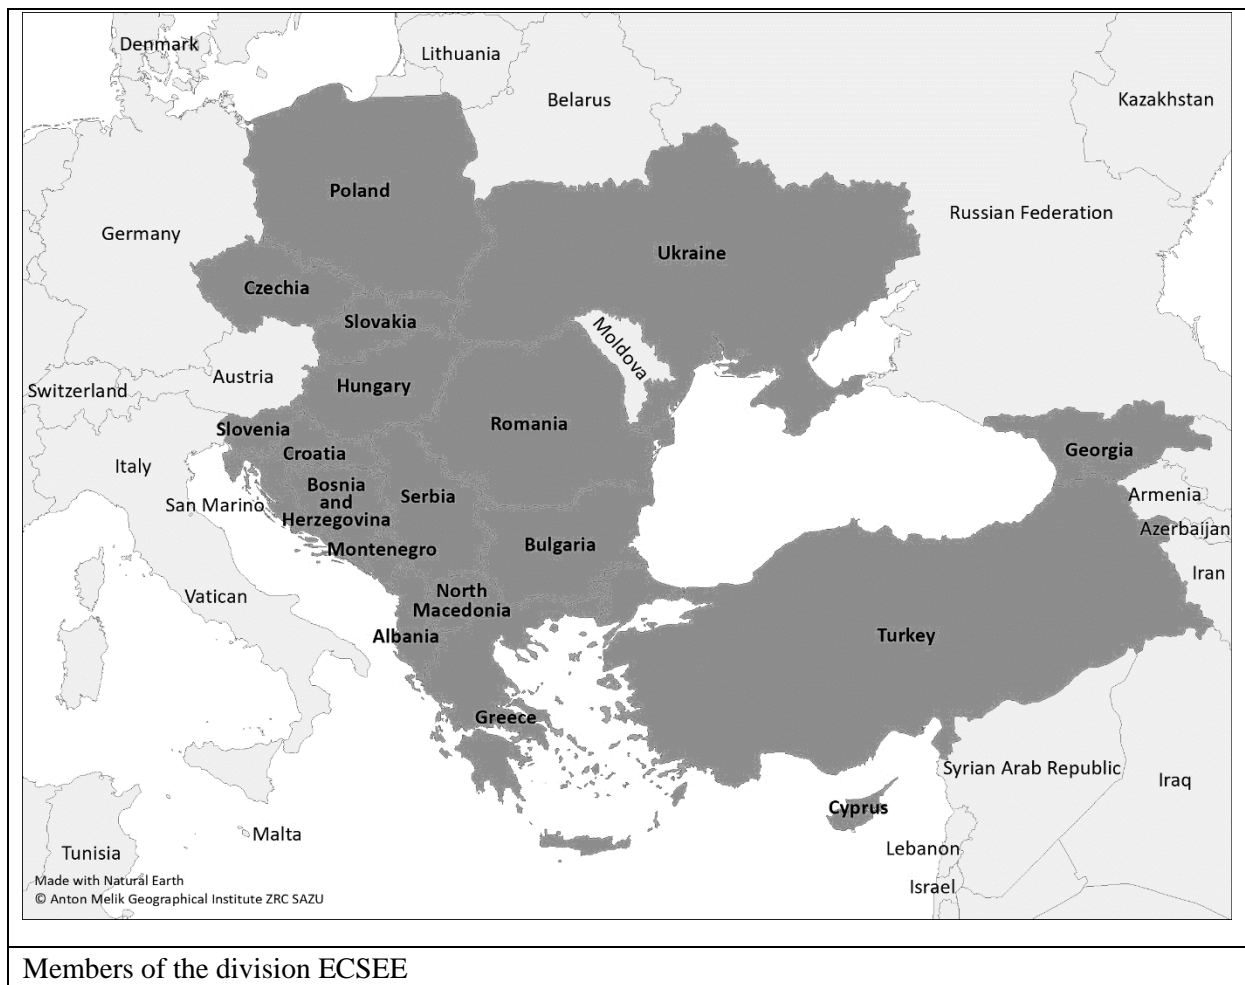 Denmark
Lithuania
Belarus
Kazakhstan
Poland
Russian Federation
Germany
Ukraine
Czechia
Slovakia
Moldova
Austria
Switzerland
Hungary
Romania
Slovenia
Croatia
Georgia
Italy
Bosnia
and
Herzegovina
Serbia
San Marino
Armenia
Azerbaijan
Montenegro
Bulgaria
Iran
North
Macedonia
Vatican
Albania
Turkey
Greece
Syrian Arab Republic
Iraq
Cyprus
Malta
Tunisia
Lebanon
Israel
Made with Natural Earth
© Anton Melik Geographical Institute ZRC SAZU
Members of the division ECSEE